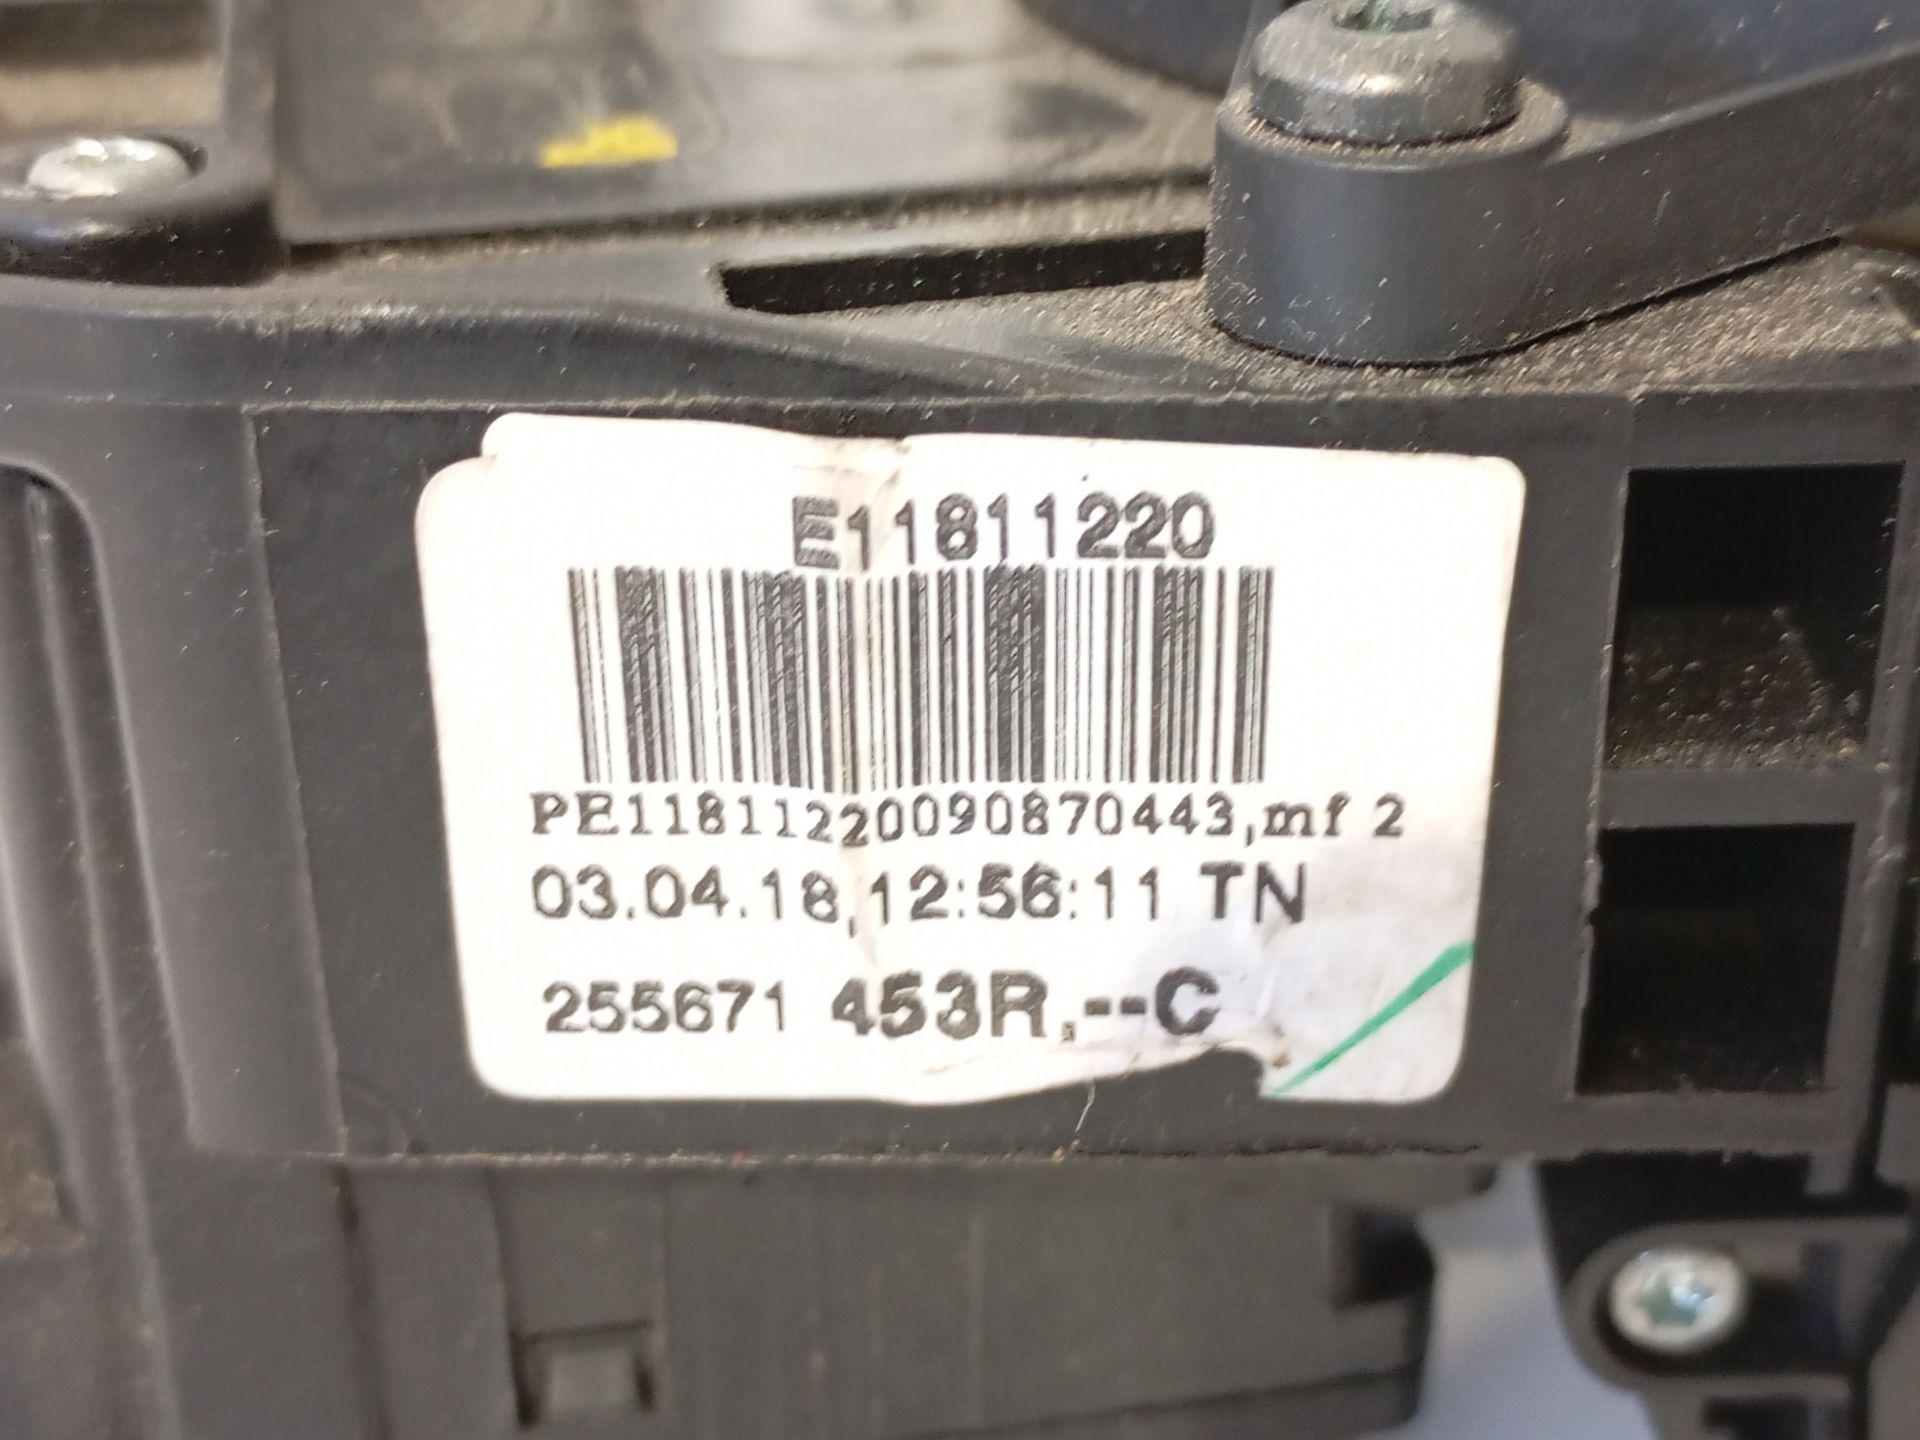 E11811220
PE11811220090870443,mf 2
03.04.18,12:56:11 TN
255671 453R,--C